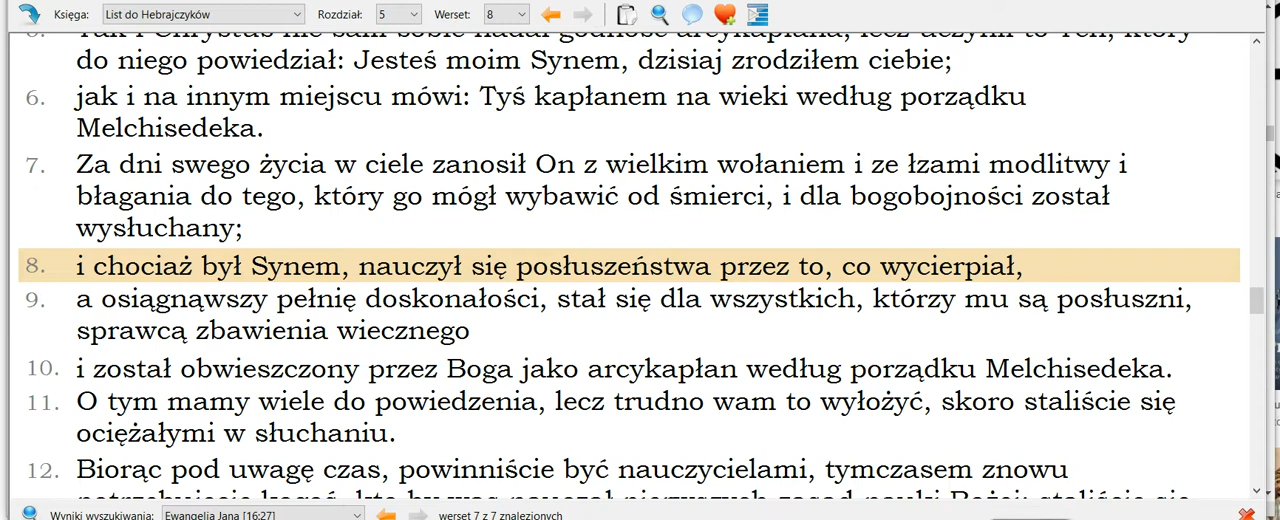 Księga: List do Hebrajczyków Rozdział: 5 Werset: 8
do niego powiedział: Jesteś moim Synem, dzisiaj zrodziłem ciebie;
6. jak i na innym miejscu mówi: Tyś kapłanem na wieki według porządku
Melchisedeka.
7. Za dni swego życia w ciele zanosił On z wielkim wołaniem i ze łzami modlitwy i
błagania do tego, który go mógł wybawić od śmierci, i dla bogobojności został
wysłuchany;
8. i chociaż był Synem, nauczył się posłuszeństwa przez to, co wycierpiał,
9. a osiągnąwszy pełnię doskonałości, stał się dla wszystkich, którzy mu są posłuszni,
sprawcą zbawienia wiecznego
10. i został obwieszczony przez Boga jako arcykapłan według porządku Melchisedeka.
11. O tym mamy wiele do powiedzenia, lecz trudno wam to wyłożyć, skoro staliście się
ociężałymi w słuchaniu.
12. Biorąc pod uwagę czas, powinniście być nauczycielami, tymczasem znowu
Wyniki wyszukiwania: Ewangelia Jana [16:27] werset 7 z 7 znalezionych